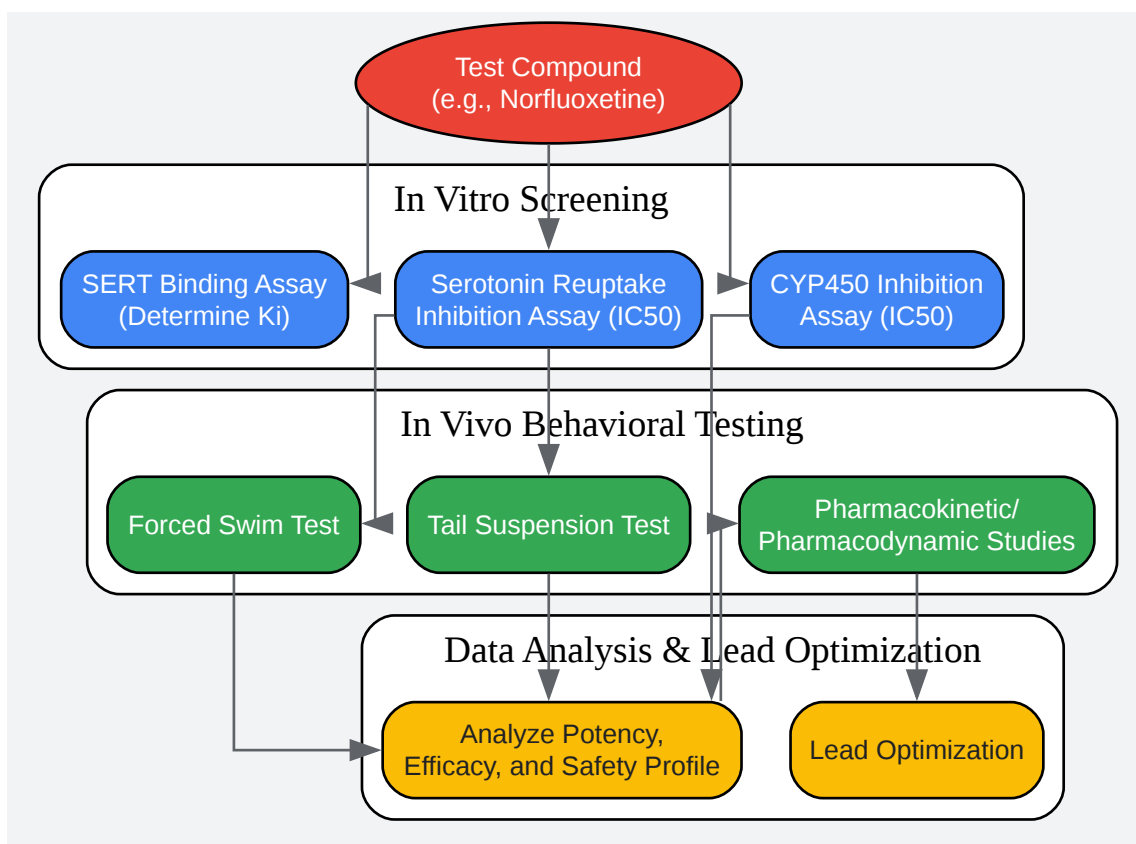 Test Compound
(e.g., Norfluoxetine)
In Vitro Screening
SERT Binding Assay
(Determine Ki)
Serotonin Reuptake
Inhibition Assay (IC50)
CYP450 Inhibition
Assay (IC50)
In Vivo Behavioral Testing
Forced Swim Test
Tail Suspension Test
Pharmacokinetic/
Pharmacodynamic Studies
Data Analysis & Lead Optimization
Analyze Potency,
Efficacy, and Safety Profile
Lead Optimization